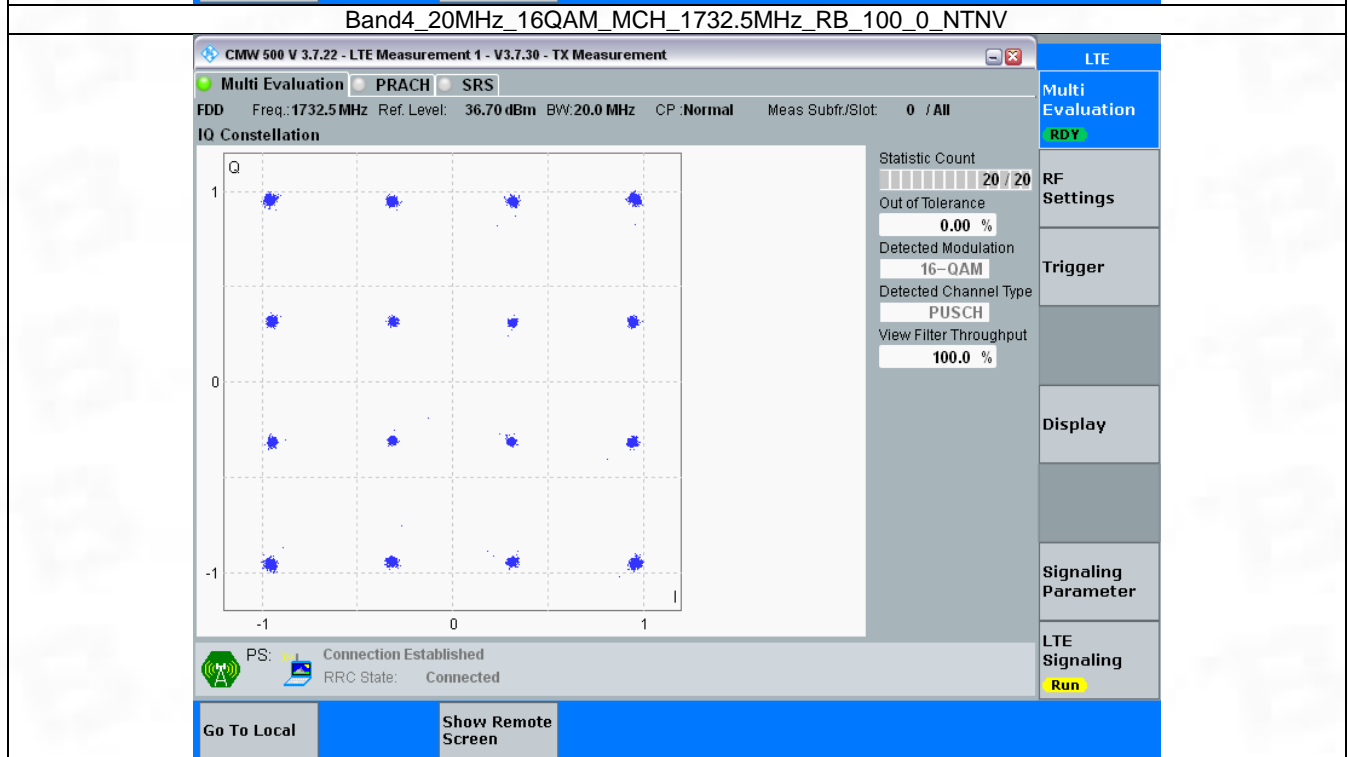 Band4_20MHz_16QAM_MCH_1732.5MHz_RB_100_0_NTNV
CMW 500 V 3.7.22 - LTE Measurement 1 - V3.7.30 - TX Measurement
LTE
Multi Evaluation PRACH SRS
Multi
Evaluation
RDY
FDD Freq.:1732.5 MHz Ref. Level: 36.70 dBm BW:20.0 MHz CP :Normal Meas Subfr./Slot: 0 / All
IQ Constellation
Q
1
0
-1
I
-1 0 1
Statistic Count
20 / 20
Out of Tolerance
0.00 %
Detected Modulation
16-QAM
Detected Channel Type
PUSCH
View Filter Throughput
100.0 %
RF
Settings
Trigger
Display
Signaling
Parameter
LTE
Signaling
Run
PS: Connection Established
RRC State: Connected
Go To Local
Show Remote
Screen